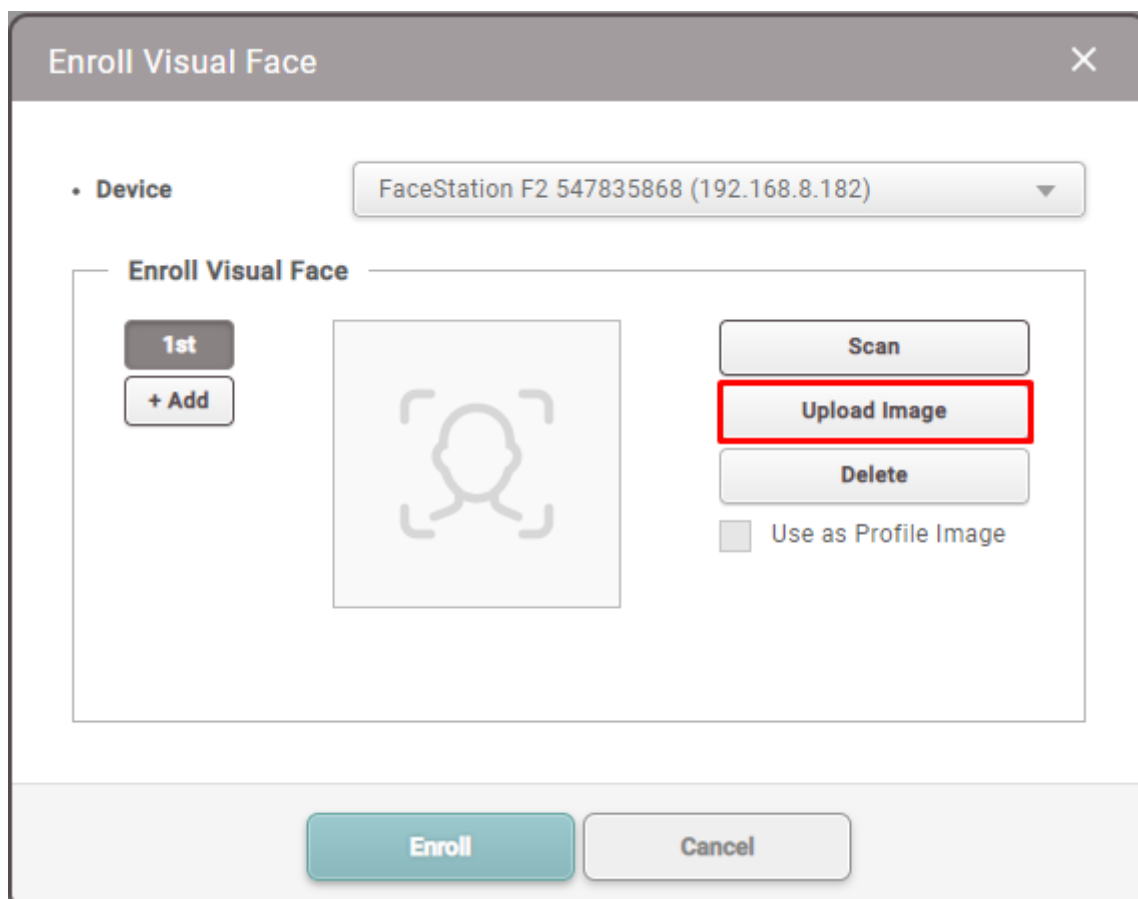 Enroll Visual Face
• Device
FaceStation F2 547835868 (192.168.8.182)
Enroll Visual Face
1st
+ Add
Scan
Upload Image
Delete
Use as Profile Image
Enroll
Cancel